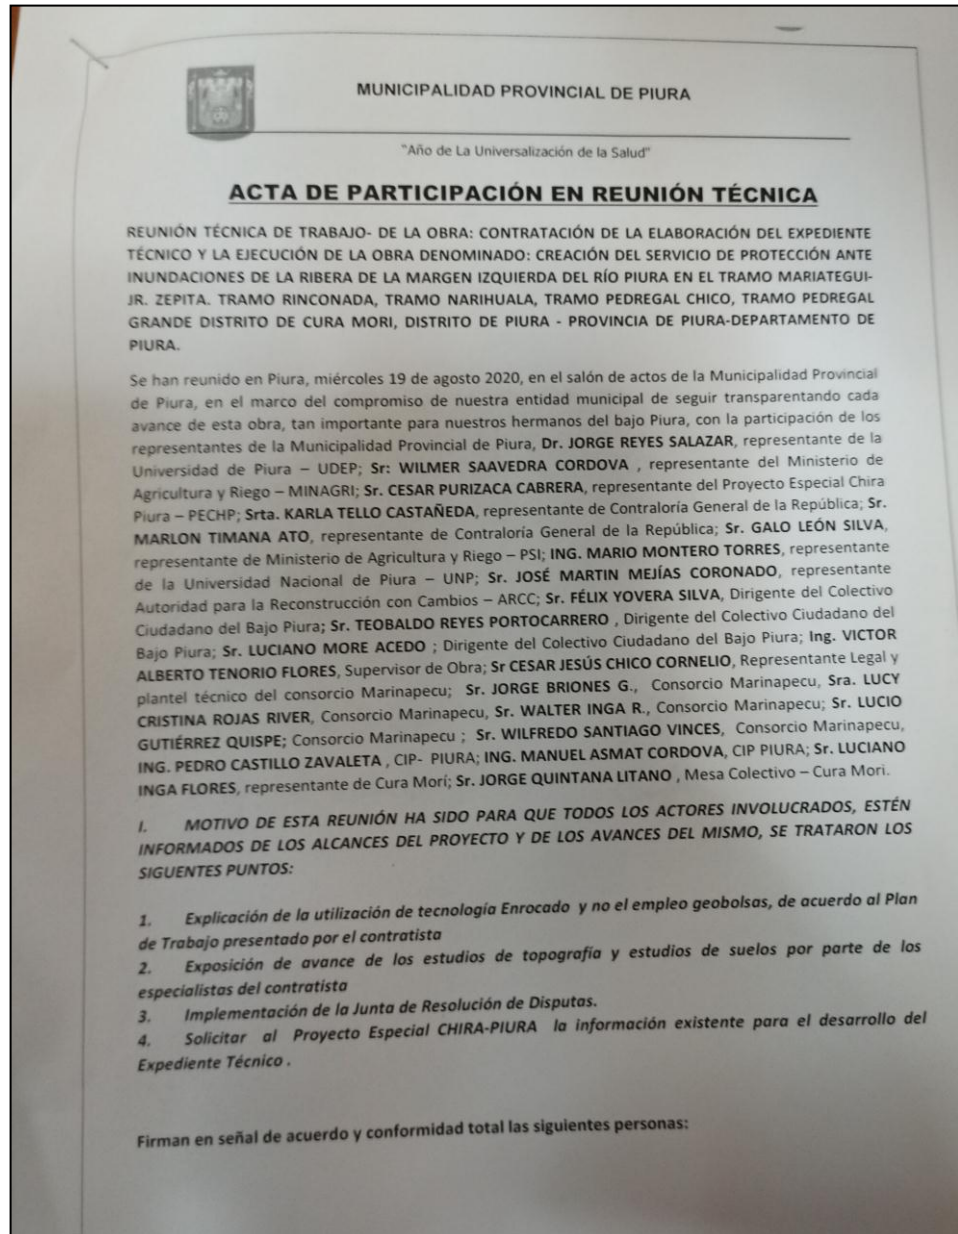 MUNICIPALIDAD PROVINCIAL DE PIURA
"Año de La Universalización de la Salud"
ACTA DE PARTICIPACIÓN EN REUNIÓN TÉCNICA
REUNIÓN TÉCNICA DE TRABAJO- DE LA OBRA: CONTRATACIÓN DE LA ELABORACIÓN DEL EXPEDIENTE
TÉCNICO Y LA EJECUCIÓN DE LA OBRA DENOMINADO: CREACIÓN DEL SERVICIO DE PROTECCIÓN ANTE
INUNDACIONES DE LA RIBERA DE LA MARGEN IZQUIERDA DEL RÍO PIURA EN EL TRAMO MARIATEGUI-
JR. ZEPITA. TRAMO RINCONADA, TRAMO NARIHUALA, TRAMO PEDREGAL CHICO, TRAMO PEDREGAL
GRANDE DISTRITO DE CURA MORI, DISTRITO DE PIURA - PROVINCIA DE PIURA-DEPARTAMENTO DE
PIURA.
Se han reunido en Piura, miércoles 19 de agosto 2020, en el salón de actos de la Municipalidad Provincial
de Piura, en el marco del compromiso de nuestra entidad municipal de seguir transparentando cada
avance de esta obra, tan importante para nuestros hermanos del bajo Piura, con la participación de los
representantes de la Municipalidad Provincial de Piura, Dr. JORGE REYES SALAZAR, representante de la
Universidad de Piura – UDEP; Sr: WILMER SAAVEDRA CORDOVA , representante del Ministerio de
Agricultura y Riego – MINAGRI; Sr. CESAR PURIZACA CABRERA, representante del Proyecto Especial Chira
Piura – PECHP; Srta. KARLA TELLO CASTAÑEDA, representante de Contraloría General de la República; Sr.
MARLON TIMANA ATO, representante de Contraloría General de la República; Sr. GALO LEÓN SILVA,
representante de Ministerio de Agricultura y Riego – PSI; ING. MARIO MONTERO TORRES, representante
de la Universidad Nacional de Piura – UNP; Sr. JOSÉ MARTIN MEJÍAS CORONADO, representante
Autoridad para la Reconstrucción con Cambios – ARCC; Sr. FÉLIX YOVERA SILVA, Dirigente del Colectivo
Ciudadano del Bajo Piura; Sr. TEOBALDO REYES PORTOCARRERO , Dirigente del Colectivo Ciudadano del
Bajo Piura; Sr. LUCIANO MORE ACEDO ; Dirigente del Colectivo Ciudadano del Bajo Piura; Ing. VICTOR
ALBERTO TENORIO FLORES, Supervisor de Obra; Sr CESAR JESÚS CHICO CORNELIO, Representante Legal y
plantel técnico del consorcio Marinapecu; Sr. JORGE BRIONES G., Consorcio Marinapecu, Sra. LUCY
CRISTINA ROJAS RIVER, Consorcio Marinapecu, Sr. WALTER INGA R., Consorcio Marinapecu; Sr. LUCIO
GUTIÉRREZ QUISPE; Consorcio Marinapecu ; Sr. WILFREDO SANTIAGO VINCES, Consorcio Marinapecu,
ING. PEDRO CASTILLO ZAVALETA , CIP- PIURA; ING. MANUEL ASMAT CORDOVA, CIP PIURA; Sr. LUCIANO
INGA FLORES, representante de Cura Morí; Sr. JORGE QUINTANA LITANO , Mesa Colectivo – Cura Mori.
I. MOTIVO DE ESTA REUNIÓN HA SIDO PARA QUE TODOS LOS ACTORES INVOLUCRADOS, ESTÉN
INFORMADOS DE LOS ALCANCES DEL PROYECTO Y DE LOS AVANCES DEL MISMO, SE TRATARON LOS
SIGUENTES PUNTOS:
1. Explicación de la utilización de tecnología Enrocado y no el empleo geobolsas, de acuerdo al Plan
de Trabajo presentado por el contratista
2. Exposición de avance de los estudios de topografía y estudios de suelos por parte de los
especialistas del contratista
3. Implementación de la Junta de Resolución de Disputas.
4. Solicitar al Proyecto Especial CHIRA-PIURA la información existente para el desarrollo del
Expediente Técnico .
Firman en señal de acuerdo y conformidad total las siguientes personas: